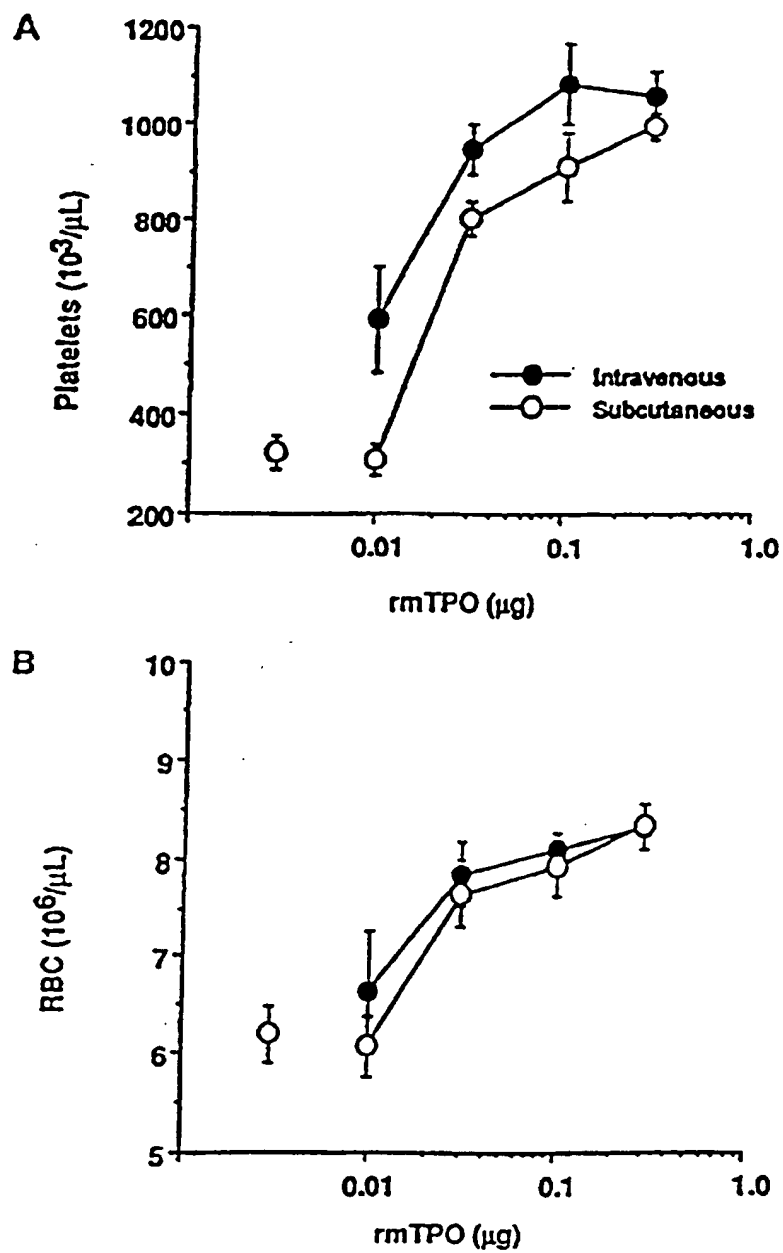 A
1200
1000
800
600
400
200
Platelets (10³/μL)
Intravenous
Subcutaneous
0.01
0.1
1.0
rmTPO (μg)
B
10
9
8
7
6
5
RBC (10⁶/μL)
0.01
0.1
1.0
rmTPO (μg)